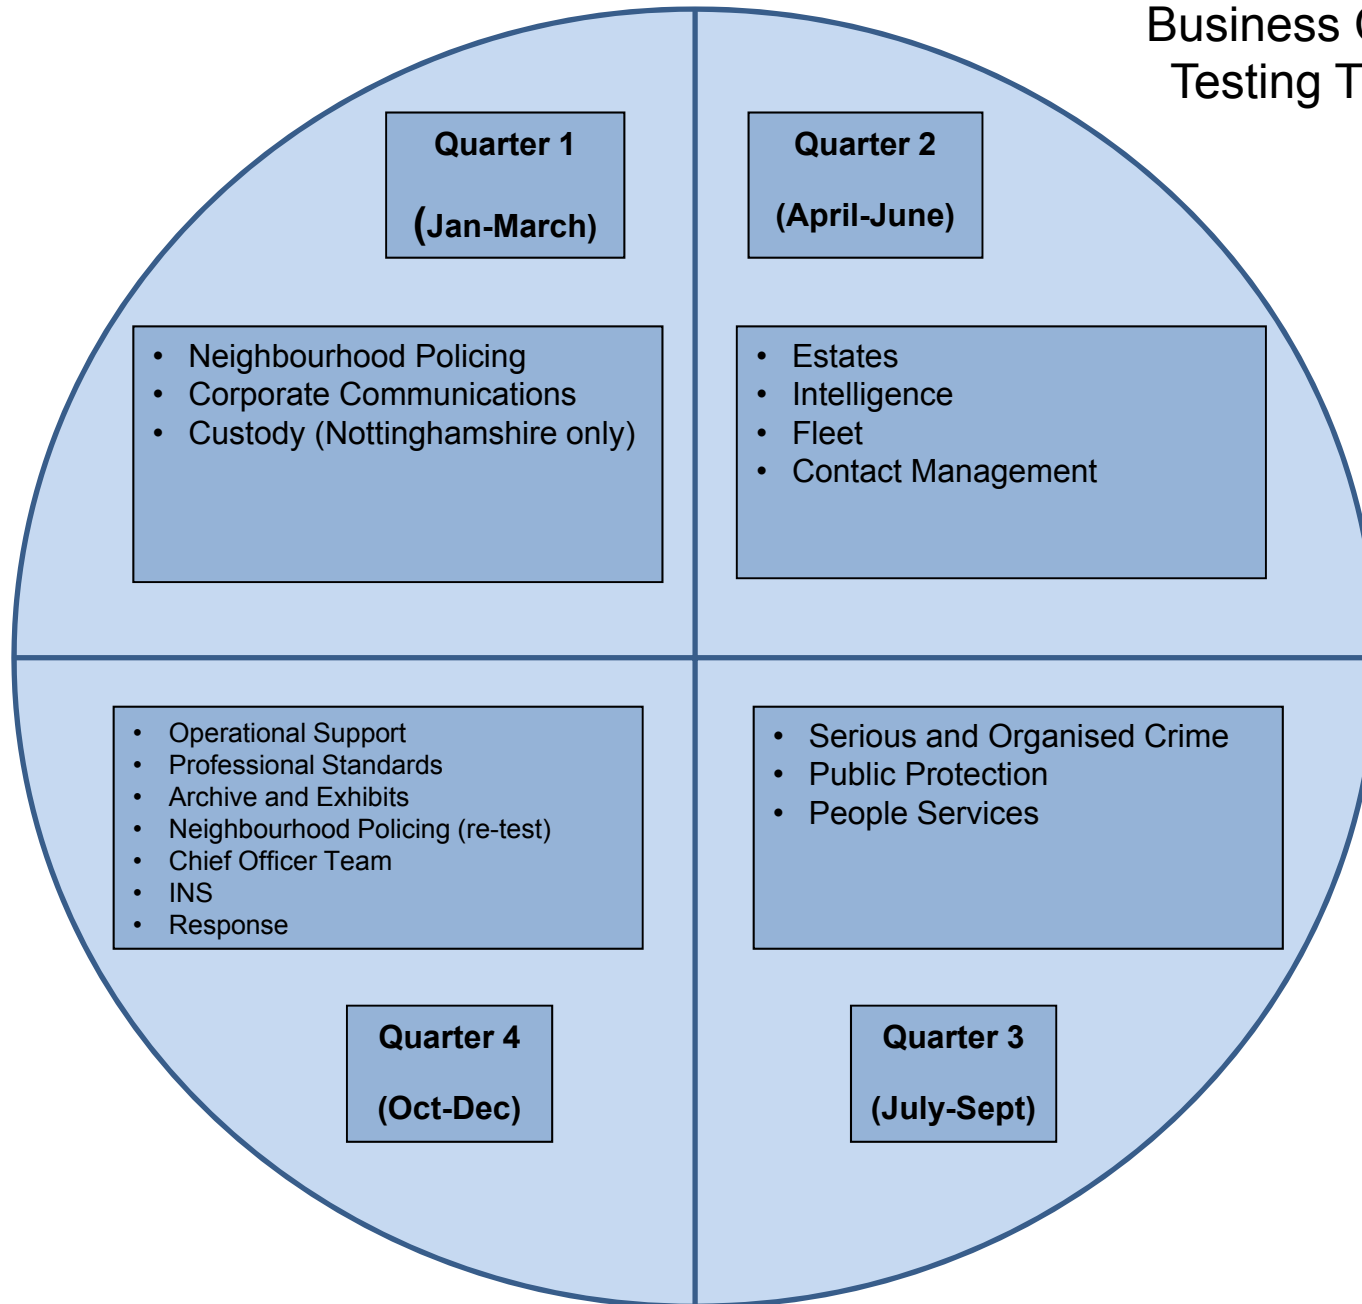 Business
Testing
Quarter 1
(Jan-March)
Quarter 2
(April-June)
• Neighbourhood Policing
• Corporate Communications
• Custody (Nottinghamshire only)
• Estates
• Intelligence
• Fleet
• Contact Management
• Operational Support
• Professional Standards
• Archive and Exhibits
• Neighbourhood Policing (re-test)
• Chief Officer Team
• INS
• Response
• Serious and Organised Crime
• Public Protection
• People Services
Quarter 4
(Oct-Dec)
Quarter 3
(July-Sept)